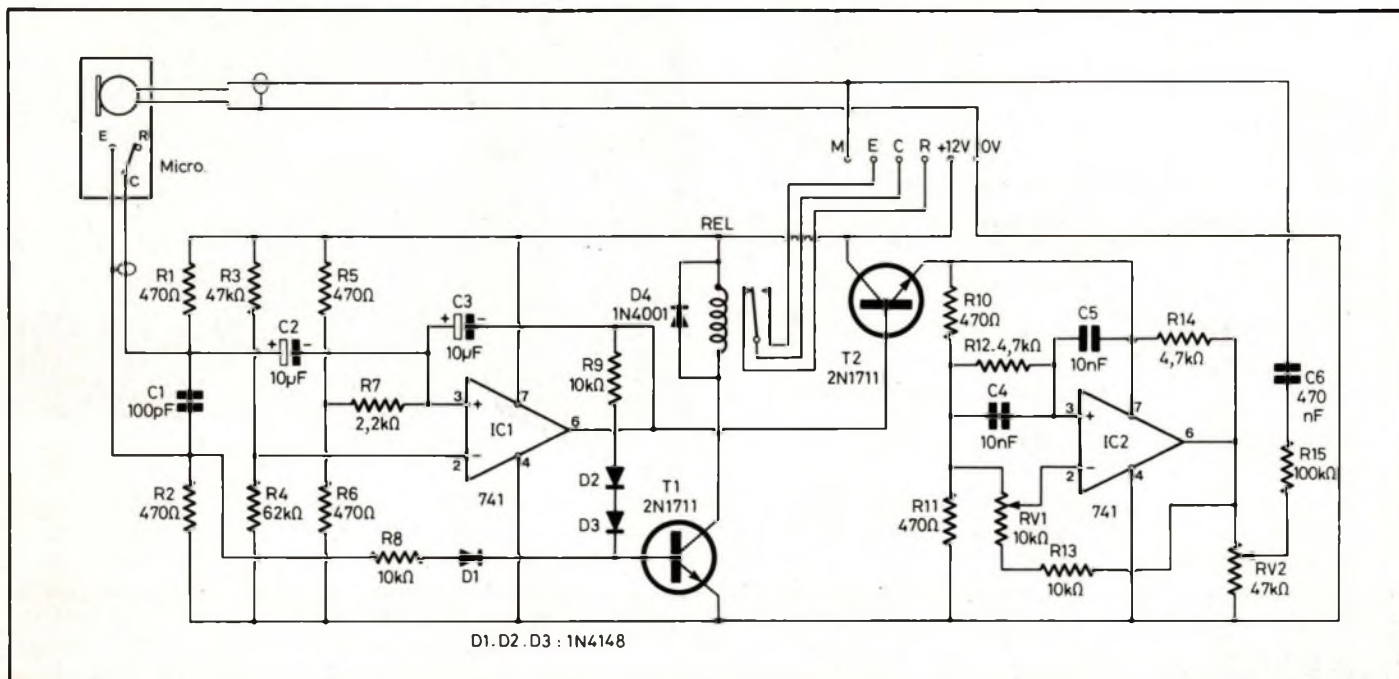 E
R
C
Micro.
M E C R +12V 0V
REL
R1
470Ω
R3
47kΩ
R5
470Ω
C2
+ -
10µF
C3
+ -
10µF
D4
1N4001
R9
10kΩ
C1
100pF
R7
2,2kΩ
3 +
IC1
7
6
2 -
4
741
R2
470Ω
R4
62kΩ
R6
470Ω
R8
10kΩ
D1
D2
D3
T1
2N1711
T2
2N1711
R10
470Ω
R12.4,7kΩ
C4
10nF
C5
10nF
R14
4,7kΩ
3 +
IC2
7
6
2 -
4
741
R11
470Ω
RV1
10kΩ
R13
10kΩ
C6
470
nF
R15
100kΩ
RV2
47kΩ
D1.D2.D3 : 1N4148